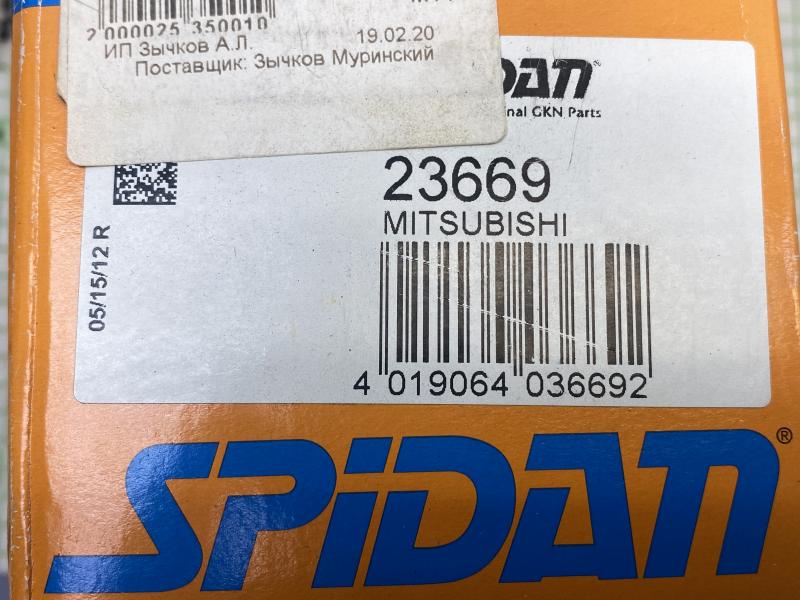 2 000025 350010
ИП Зычков А.Л.
19.02.20
Поставщик: Зычков Муринский
GKN Parts
23669
MITSUBISHI
05/15/12 R
4 019064 036692
SPiDAN®